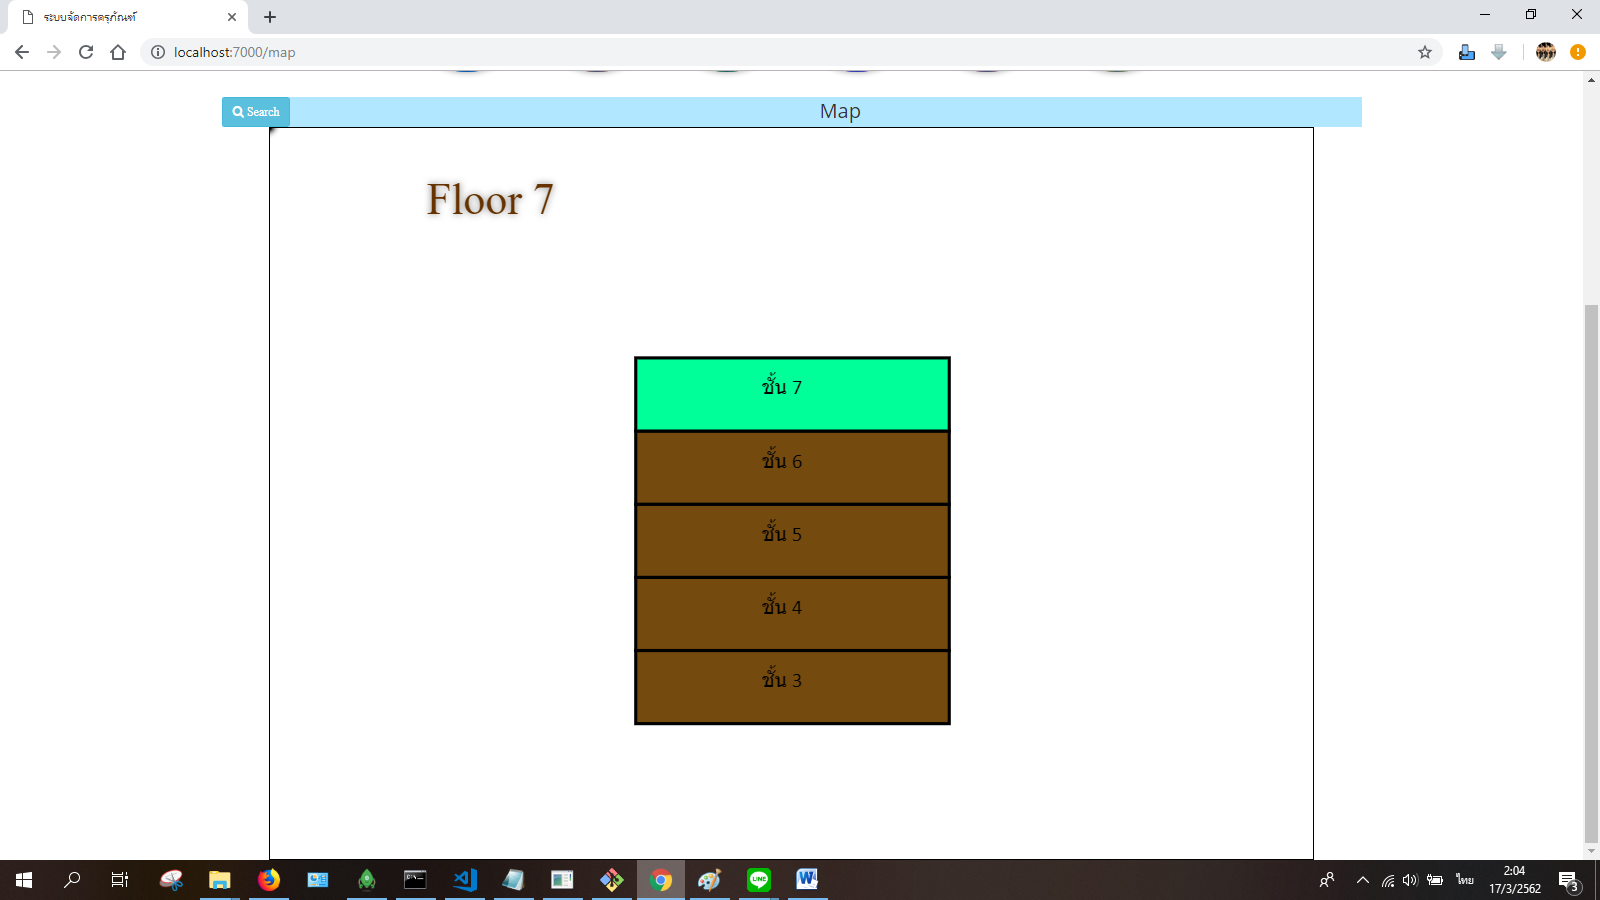 ระบบจัดการครุภัณฑ์
localhost:7000/map
Search
Map
Floor 7
ชั้น 7
ชั้น 6
ชั้น 5
ชั้น 4
ชั้น 3
LINE
ไทย
2:04
17/3/2562
3